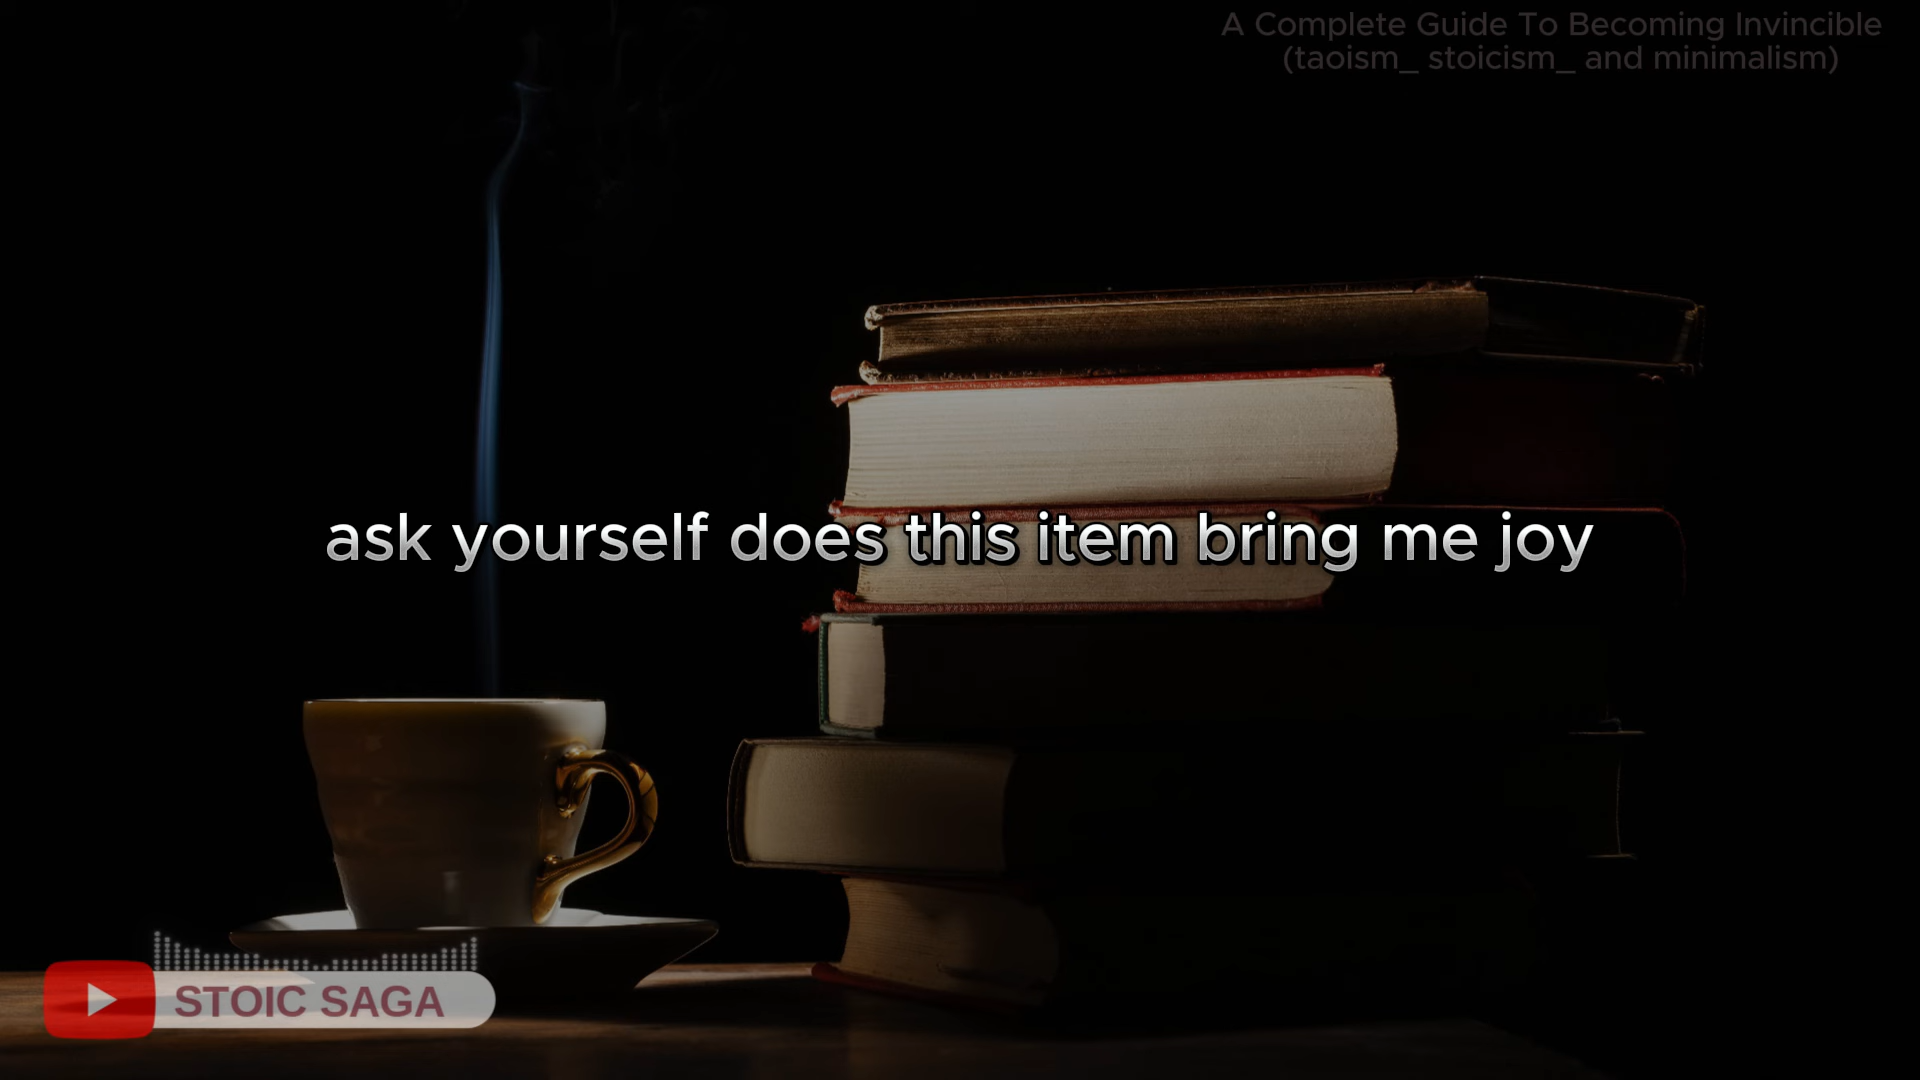 A Complete Guide To Becoming Invincible
(taoism_ stoicism_ and minimalism)
ask yourself does this item bring me joy
STOIC SAGA